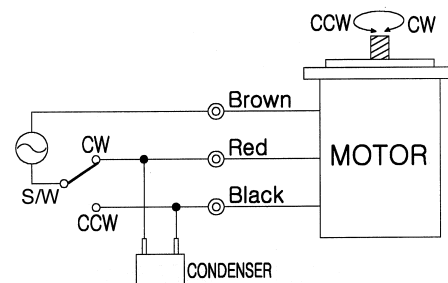 CCW CW
Brown
CW
Red
MOTOR
S/W
Black
CCW
CONDENSER